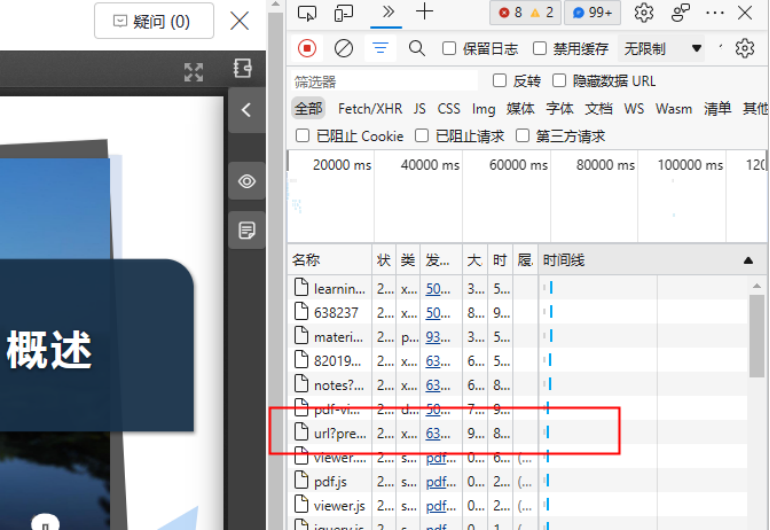 疑问 (0)
8 2 99+
保留日志 禁用缓存 无限制
筛选器 反转 隐藏数据 URL
全部 Fetch/XHR JS CSS Img 媒体 字体 文档 WS Wasm 清单 其他
已阻止 Cookie 已阻止请求 第三方请求
20000 ms 40000 ms 60000 ms 80000 ms 100000 ms
名称 状 类 发... 大 时 履 时间线
learnin... 2... x... 50... 3... 5...
638237 2... x... 50... 8... 9...
materi... 2... p... 93... 3... 5...
82019... 2... x... 63... 6... 5...
notes?... 2... x... 63... 6... 8...
pdf-vi... 2... d... 50... 7... 9...
url?pre... 2... x... 63... 9... 8...
viewer.... 2... s... pdf... 0... 6... (...
pdf.js 2... s... pdf... 0... 2... (...
viewer.js 2... s... pdf... 0... 2... (...
jquery.js 2... s... pdf... 0... 1... (...
概述